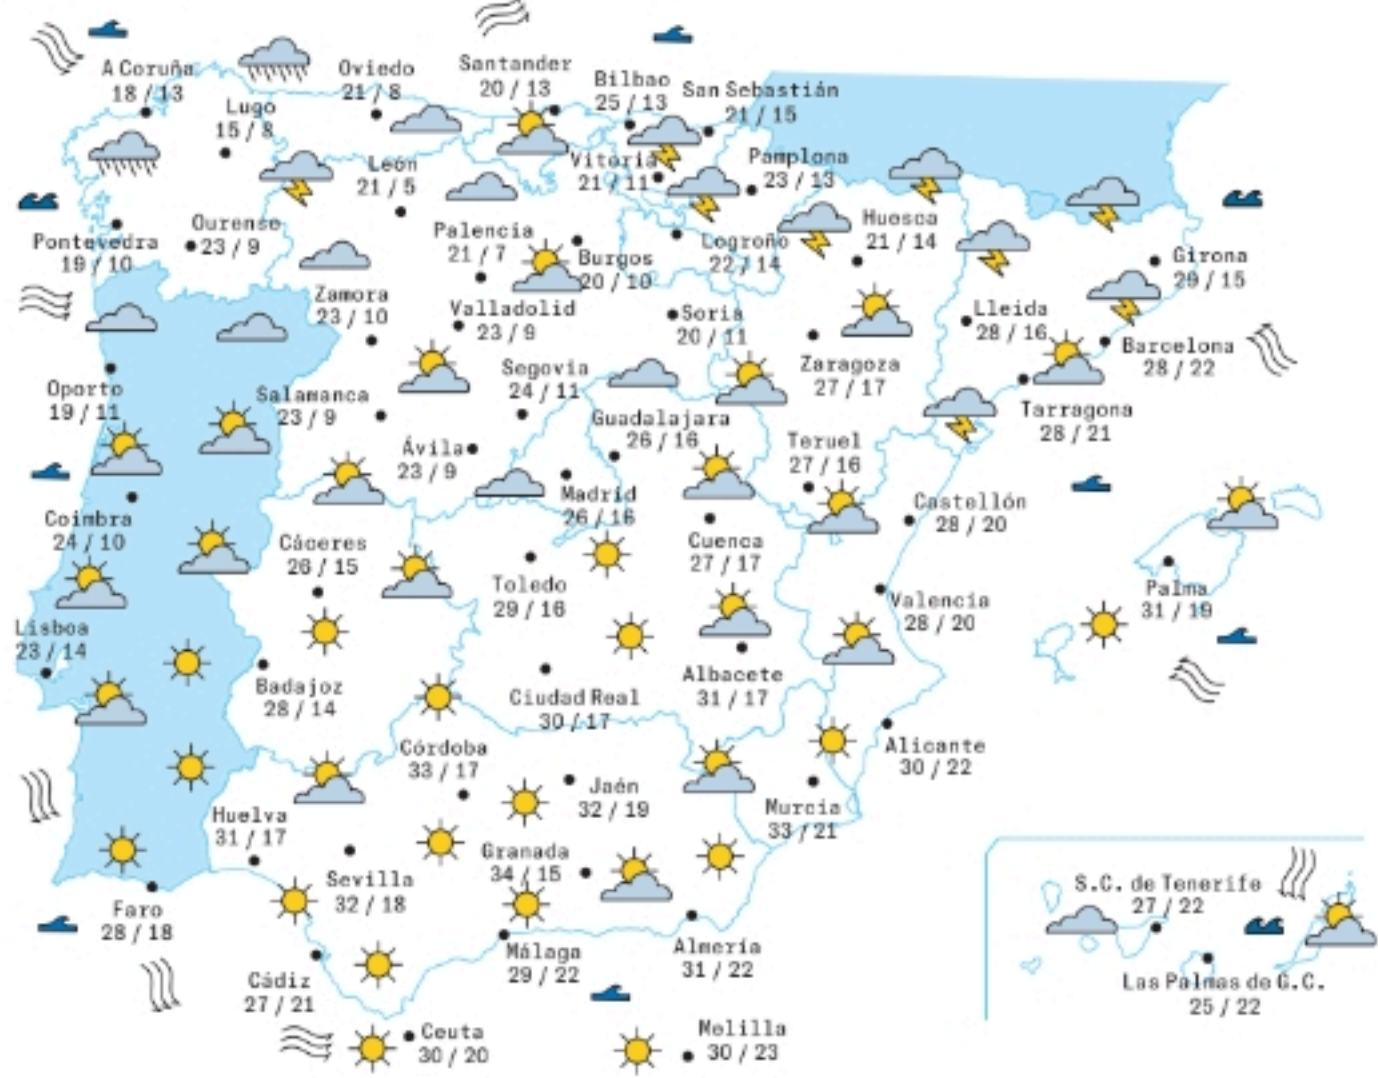 A Coruña
18 / 13
Oviedo
21 / 8
Santander
20 / 13
Bilbao
25 / 13
San Sebastián
21 / 15
Lugo
15 / 8
León
21 / 5
Vitoria
21 / 11
Pamplona
23 / 13
Pontevedra
19 / 10
Ourense
23 / 9
Palencia
21 / 7
Burgos
20 / 10
Logroño
22 / 14
Huesca
21 / 14
Girona
29 / 15
Zamora
23 / 10
Valladolid
23 / 9
Soria
20 / 11
Lleida
28 / 16
Barcelona
28 / 22
Oporto
19 / 11
Salamanca
23 / 9
Segovia
24 / 11
Zaragoza
27 / 17
Tarragona
28 / 21
Guadalajara
26 / 16
Ávila
23 / 9
Teruel
27 / 16
Madrid
26 / 16
Castellón
28 / 20
Coimbra
24 / 10
Cáceres
26 / 15
Cuenca
27 / 17
Toledo
29 / 16
Palma
31 / 19
Valencia
28 / 20
Lisboa
23 / 14
Badajoz
28 / 14
Ciudad Real
30 / 17
Albacete
31 / 17
Córdoba
33 / 17
Alicante
30 / 22
Jaén
32 / 19
Murcia
33 / 21
Huelva
31 / 17
Granada
34 / 15
Sevilla
32 / 18
S.C. de Tenerife
27 / 22
Faro
28 / 18
Málaga
29 / 22
Almería
31 / 22
Cádiz
27 / 21
Las Palmas de G.C.
25 / 22
Ceuta
30 / 20
Melilla
30 / 23